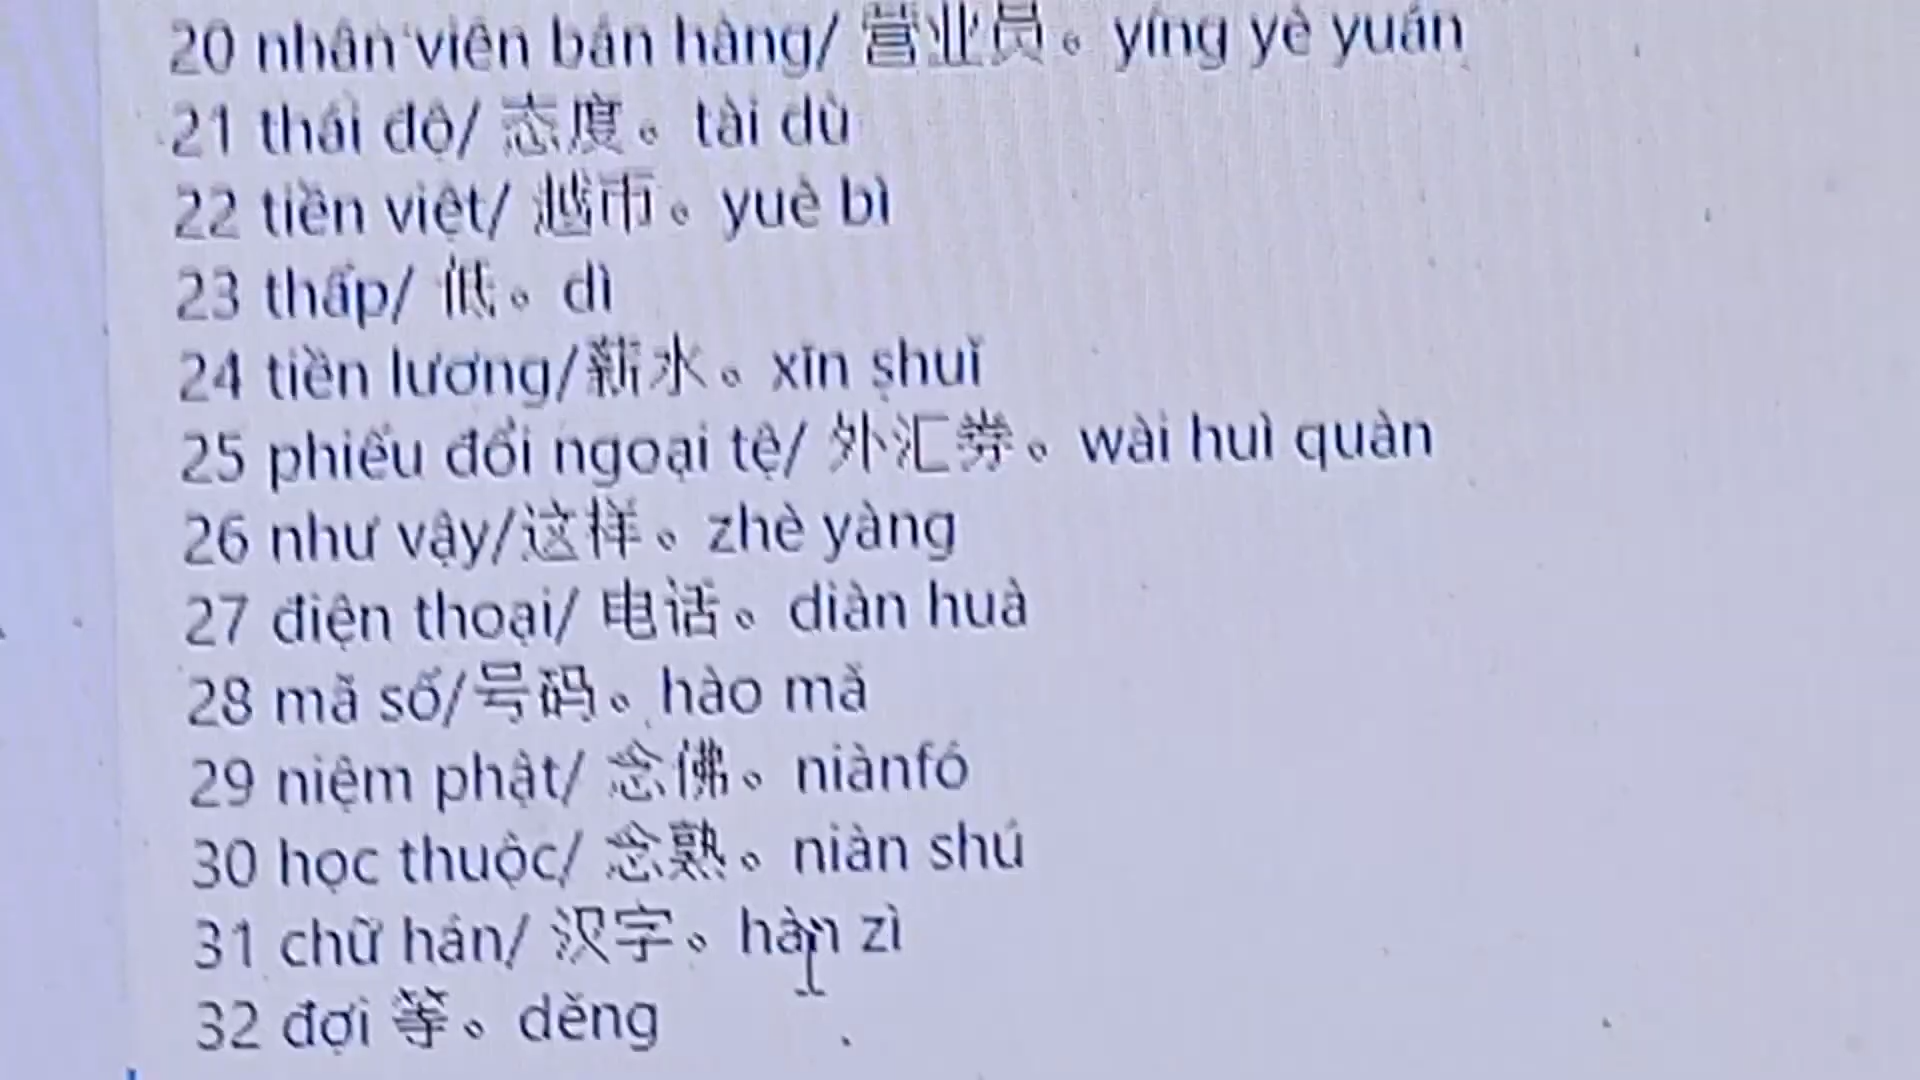 20 nhân viên bán hàng/ 营业员。yíng yè yuán
21 thái độ/ 态度。tài dù
22 tiền việt/ 越币。yuè bì
23 thấp/ 低。dì
24 tiền lương/薪水。xīn shuǐ
25 phiếu đổi ngoại tệ/ 外汇券。wài huì quàn
26 như vậy/这样。zhè yàng
27 điện thoại/ 电话。diàn huà
28 mã số/号码。hào mǎ
29 niệm phật/ 念佛。niànfó
30 học thuộc/ 念熟。niàn shú
31 chữ hán/ 汉字。hàn zì
32 đợi 等。děng